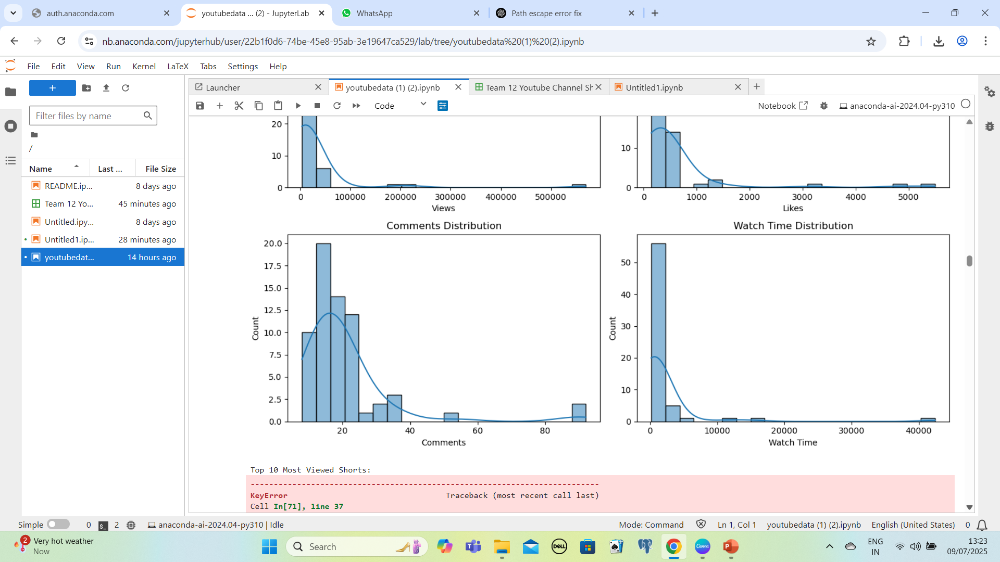 auth.anaconda.com
youtubedata ... (2) - JupyterLab
WhatsApp
Path escape error fix
nb.anaconda.com/jupyterhub/user/22b1f0d6-74be-45e8-95ab-3e19647ca529/lab/tree/youtubedata%20(1)%20(2).ipynb
File Edit View Run Kernel LaTeX Tabs Settings Help
Launcher
youtubedata (1) (2).ipynb
Team 12 Youtube Channel Sh
Untitled1.ipynb
Code
Notebook
anaconda-ai-2024.04-py310
Filter files by name
/
Name Last ... File Size
README.ip... 8 days ago
Team 12 Yo... 45 minutes ago
Untitled.ipy... 8 days ago
Untitled1.ip... 28 minutes ago
youtubedat... 14 hours ago
20
10
0
0 100000 200000 300000 400000 500000
Views
10
0
0 1000 2000 3000 4000 5000
Likes
Comments Distribution
20.0
17.5
15.0
12.5
10.0
7.5
5.0
2.5
0.0
Count
20 40 60 80
Comments
Watch Time Distribution
50
40
30
20
10
0
Count
0 10000 20000 30000 40000
Watch Time
Top 10 Most Viewed Shorts:
---------------------------------------------------------------------------
KeyError Traceback (most recent call last)
Cell In[71], line 37
Simple 0 $_ 2 anaconda-ai-2024.04-py310 | Idle
Mode: Command Ln 1, Col 1 youtubedata (1) (2).ipynb English (United States) 0
2
Very hot weather
Now
Search
DELL
Canva
P
ENG
IN
13:23
09/07/2025